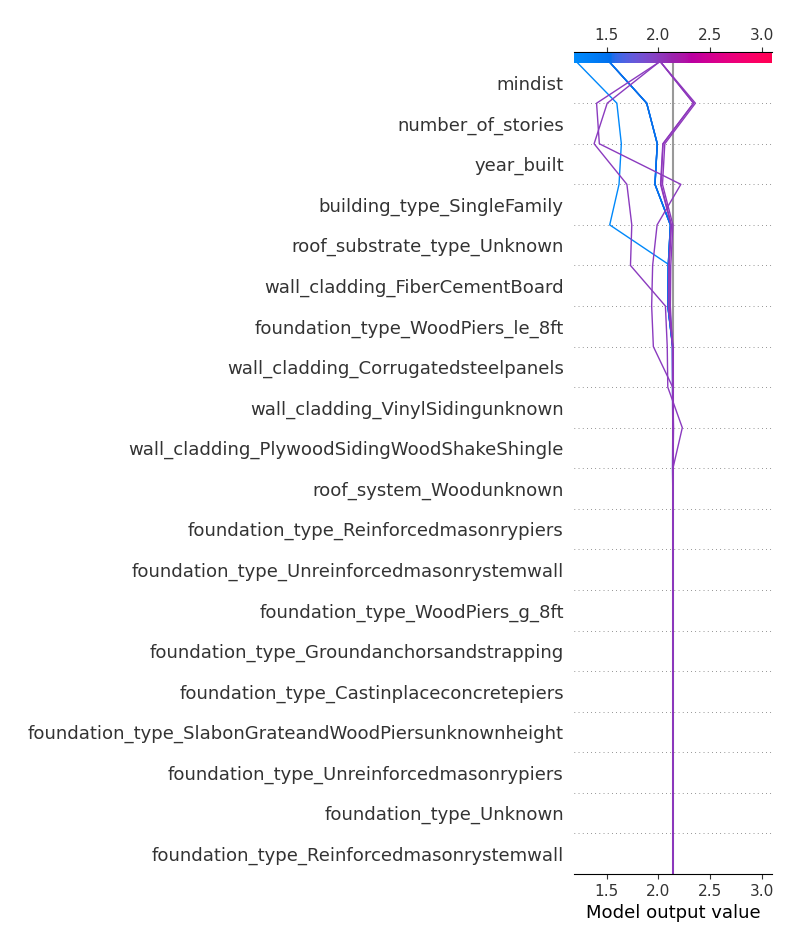 1.5 2.0 2.5 3.0
mindist
number_of_stories
year_built
building_type_SingleFamily
roof_substrate_type_Unknown
wall_cladding_FiberCementBoard
foundation_type_WoodPiers_le_8ft
wall_cladding_Corrugatedsteelpanels
wall_cladding_VinylSidingunknown
wall_cladding_PlywoodSidingWoodShakeShingle
roof_system_Woodunknown
foundation_type_Reinforcedmasonrypiers
foundation_type_Unreinforcedmasonrystemwall
foundation_type_WoodPiers_g_8ft
foundation_type_Groundanchorsandstrapping
foundation_type_Castinplaceconcretepiers
foundation_type_SlabonGrateandWoodPiersunknownheight
foundation_type_Unreinforcedmasonrypiers
foundation_type_Unknown
foundation_type_Reinforcedmasonrystemwall
1.5 2.0 2.5 3.0
Model output value